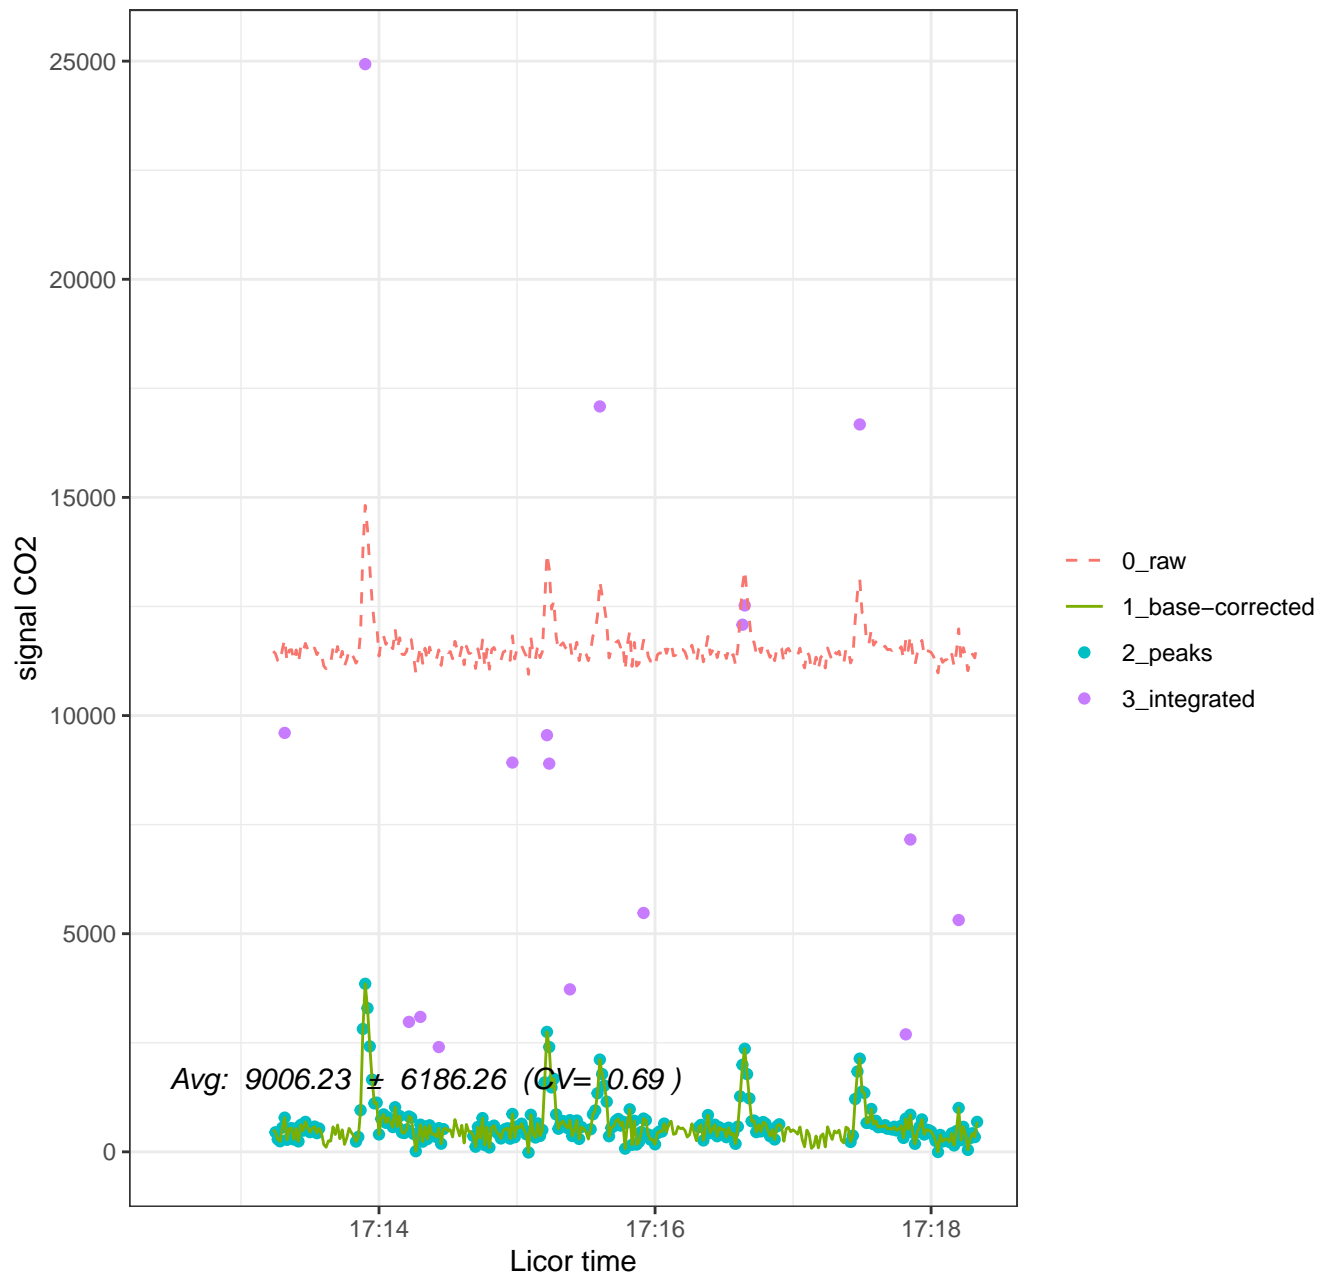 25000
20000
15000
10000
5000
0
signal CO2
Avg: 9006.23 ± 6186.26 (CV= 0.69 )
17:14 17:16 17:18
Licor time
0_raw
1_base−corrected
2_peaks
3_integrated